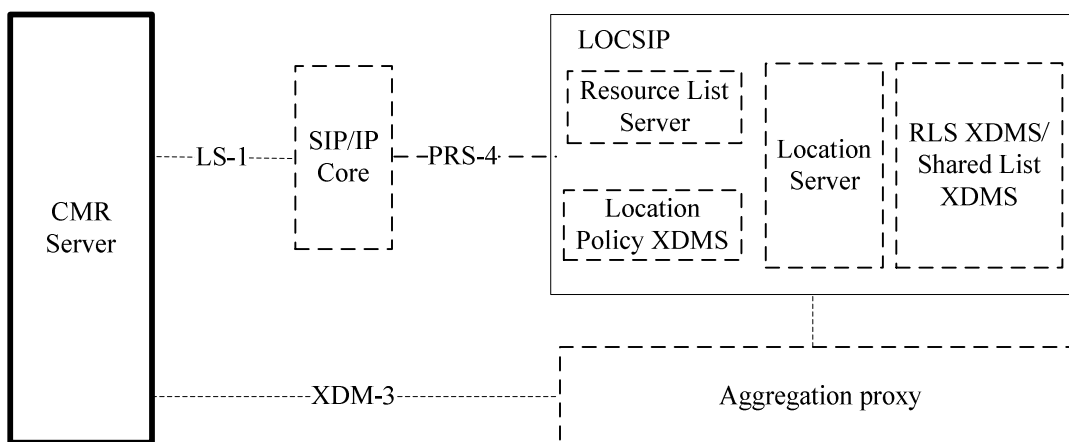 LOCSIP
Resource List
Server
Location
Policy XDMS
Location
Server
RLS XDMS/
Shared List
XDMS
SIP/IP
Core
LS-1
PRS-4
CMR
Server
XDM-3
Aggregation proxy